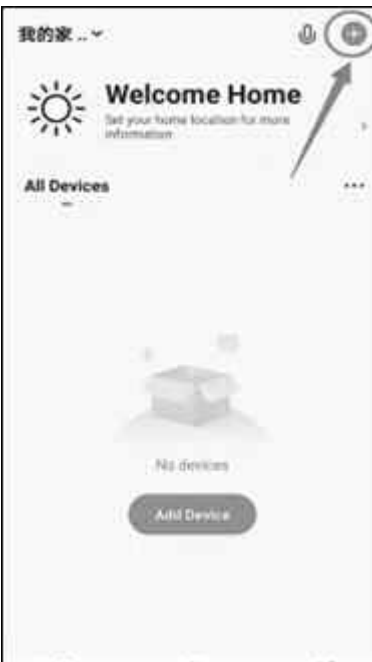 我的家 ..
Welcome Home
Set your home location for more
information
All Devices
No devices
Add Device